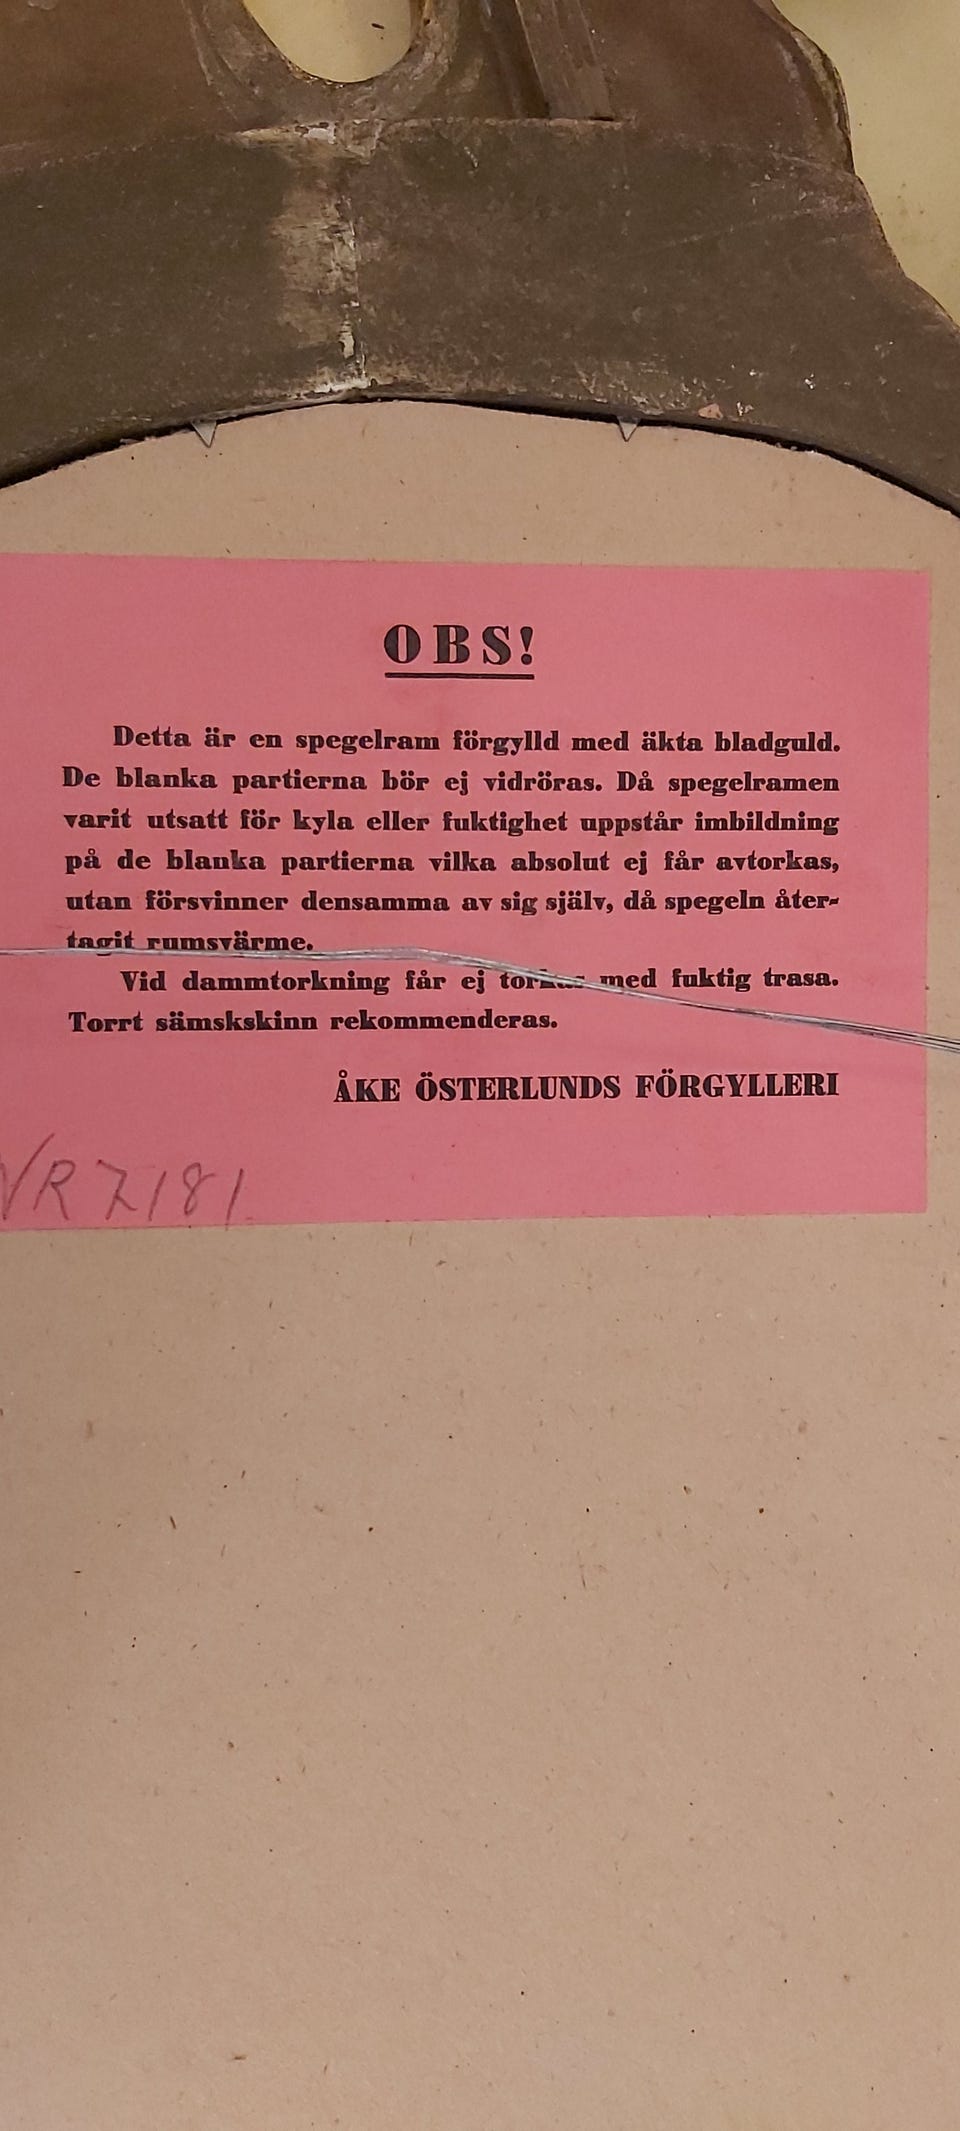 OBS!
Detta är en spegelram förgylld med äkta bladguld.
De blanka partierna bör ej vidröras. Då spegelramen
varit utsatt för kyla eller fuktighet uppstår imbildning
på de blanka partierna vilka absolut ej får avtorkas,
utan försvinner densamma av sig själv, då spegeln åter-
tagit rumsvärme.
Vid dammtorkning får ej torkas med fuktig trasa.
Torrt sämskskinn rekommenderas.
ÅKE ÖSTERLUNDS FÖRGYLLERI
NR 7181